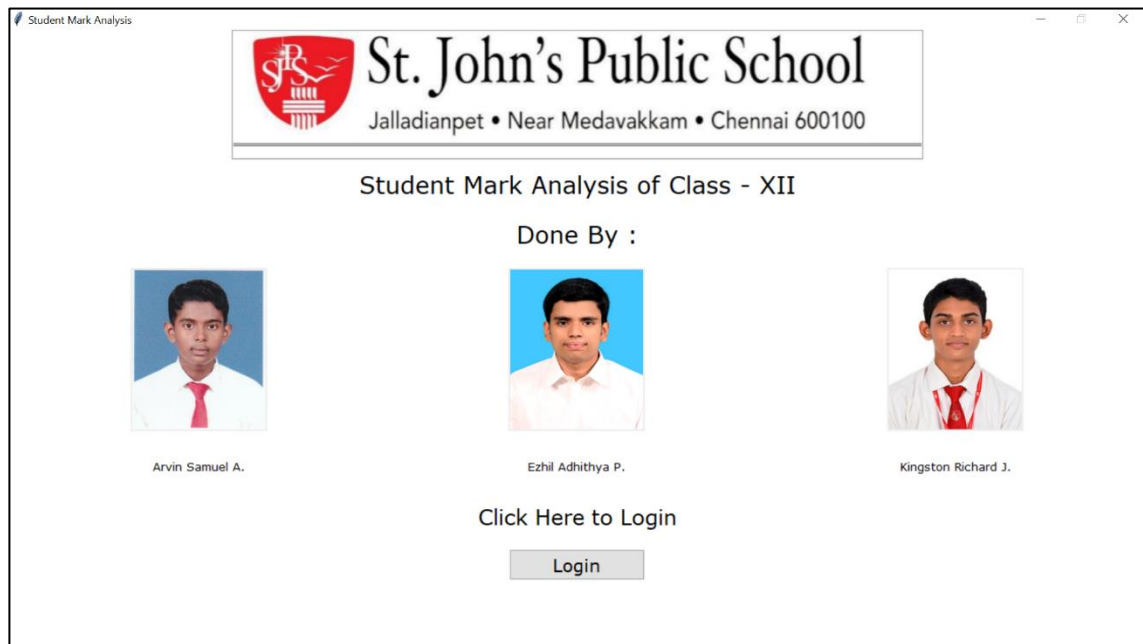 Student Mark Analysis
SJPS
St. John's Public School
Jalladianpet • Near Medavakkam • Chennai 600100
Student Mark Analysis of Class - XII
Done By :
Arvin Samuel A.
Ezhil Adhithya P.
Kingston Richard J.
Click Here to Login
Login